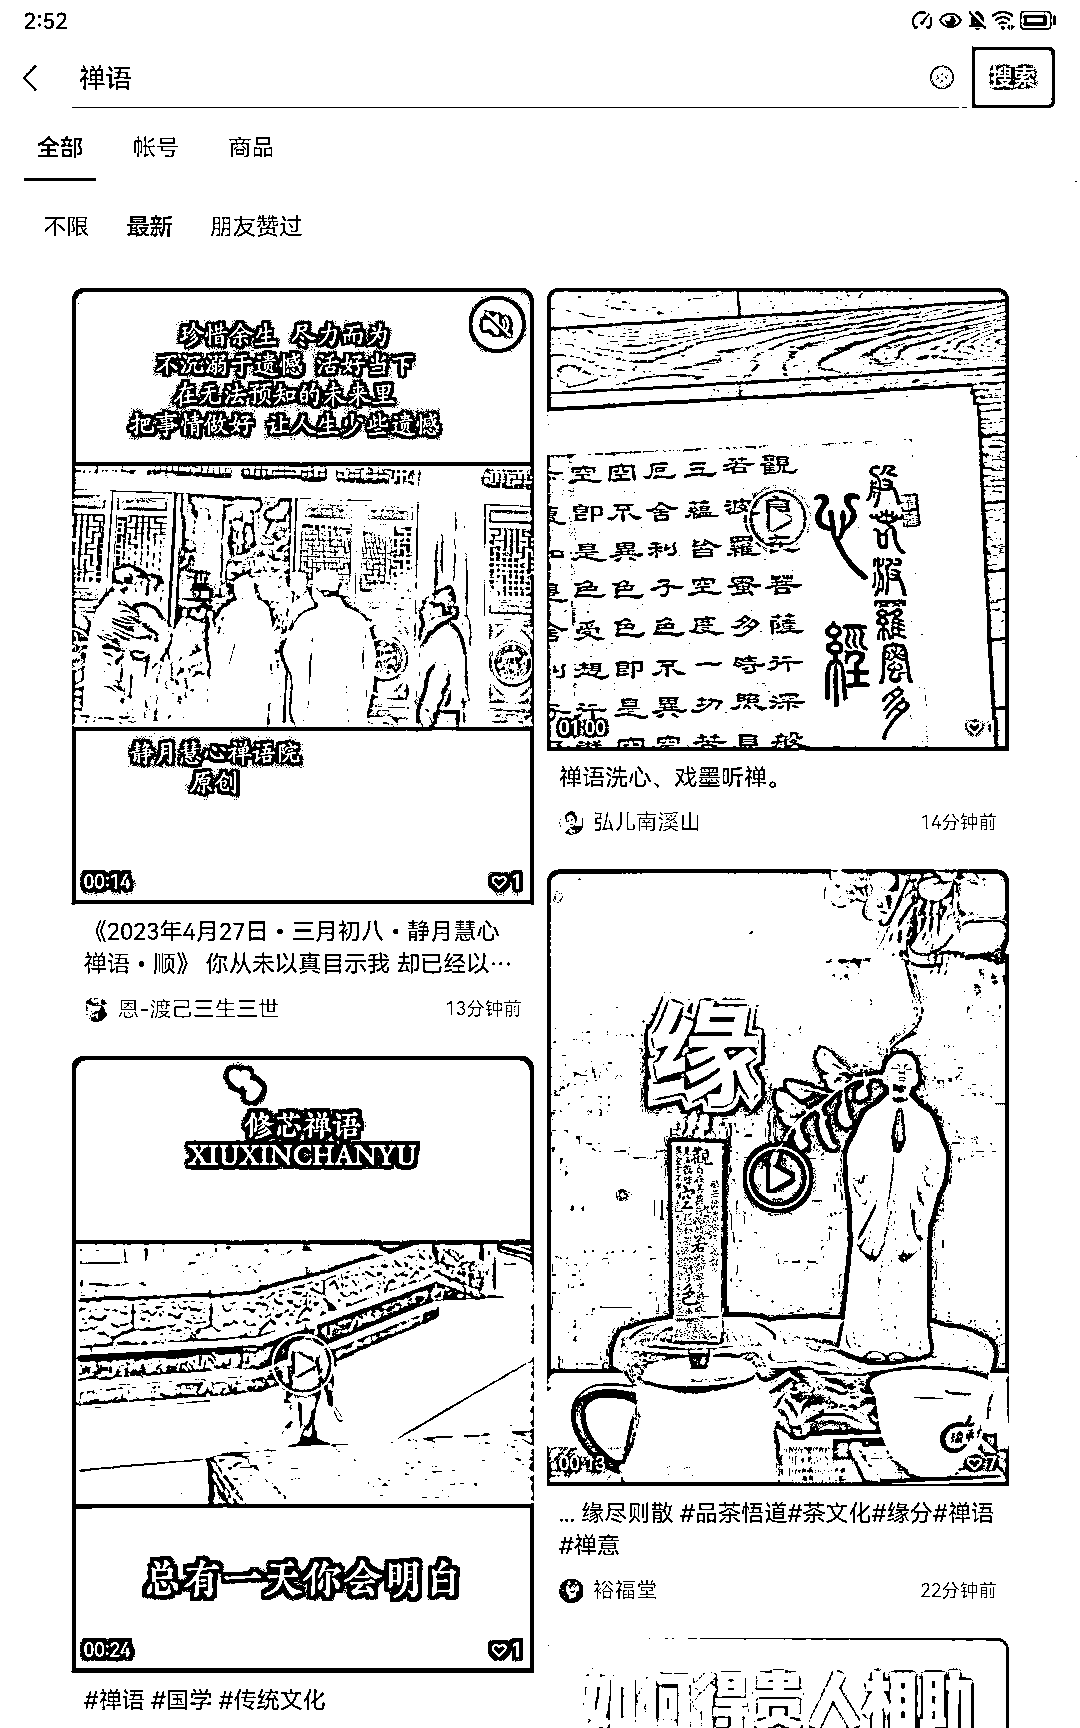 2:52
禅语
搜索
全部 帐号 商品
不限 最新 朋友赞过
珍惜余生 尽力而为
不沉溺于遗憾 活好当下
在无法预知的未来里
把事情做好 让人生少些遗憾
静月慧心禅语院
原创
00:14
1
《2023年4月27日·三月初八·静月慧心
禅语·顺》 你从未以真目示我 却已经以…
恩-渡己三生三世
13分钟前
般若波羅蜜多
心
經
01:00
禅语洗心、戏墨听禅。
弘儿南溪山
14分钟前
修芯禅语
XIUXINCHANYU
总有一天你会明白
00:24
1
#禅语 #国学 #传统文化
缘
00:13
7
... 缘尽则散 #品茶悟道#茶文化#缘分#禅语
#禅意
裕福堂
22分钟前
如何得贵人相助